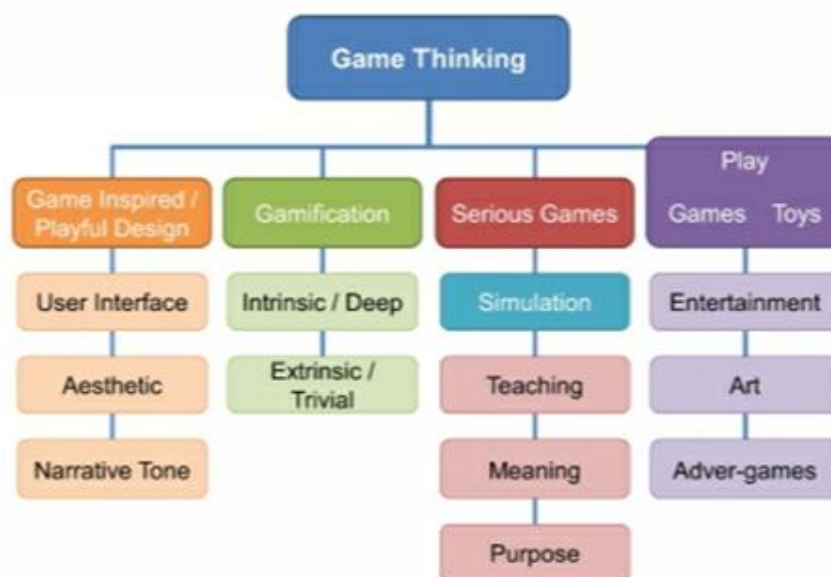 Game Thinking
Game Inspired /
Playful Design
User Interface
Aesthetic
Narrative Tone
Gamification
Intrinsic / Deep
Extrinsic /
Trivial
Serious Games
Simulation
Teaching
Meaning
Purpose
Play
Games Toys
Entertainment
Art
Adver-games